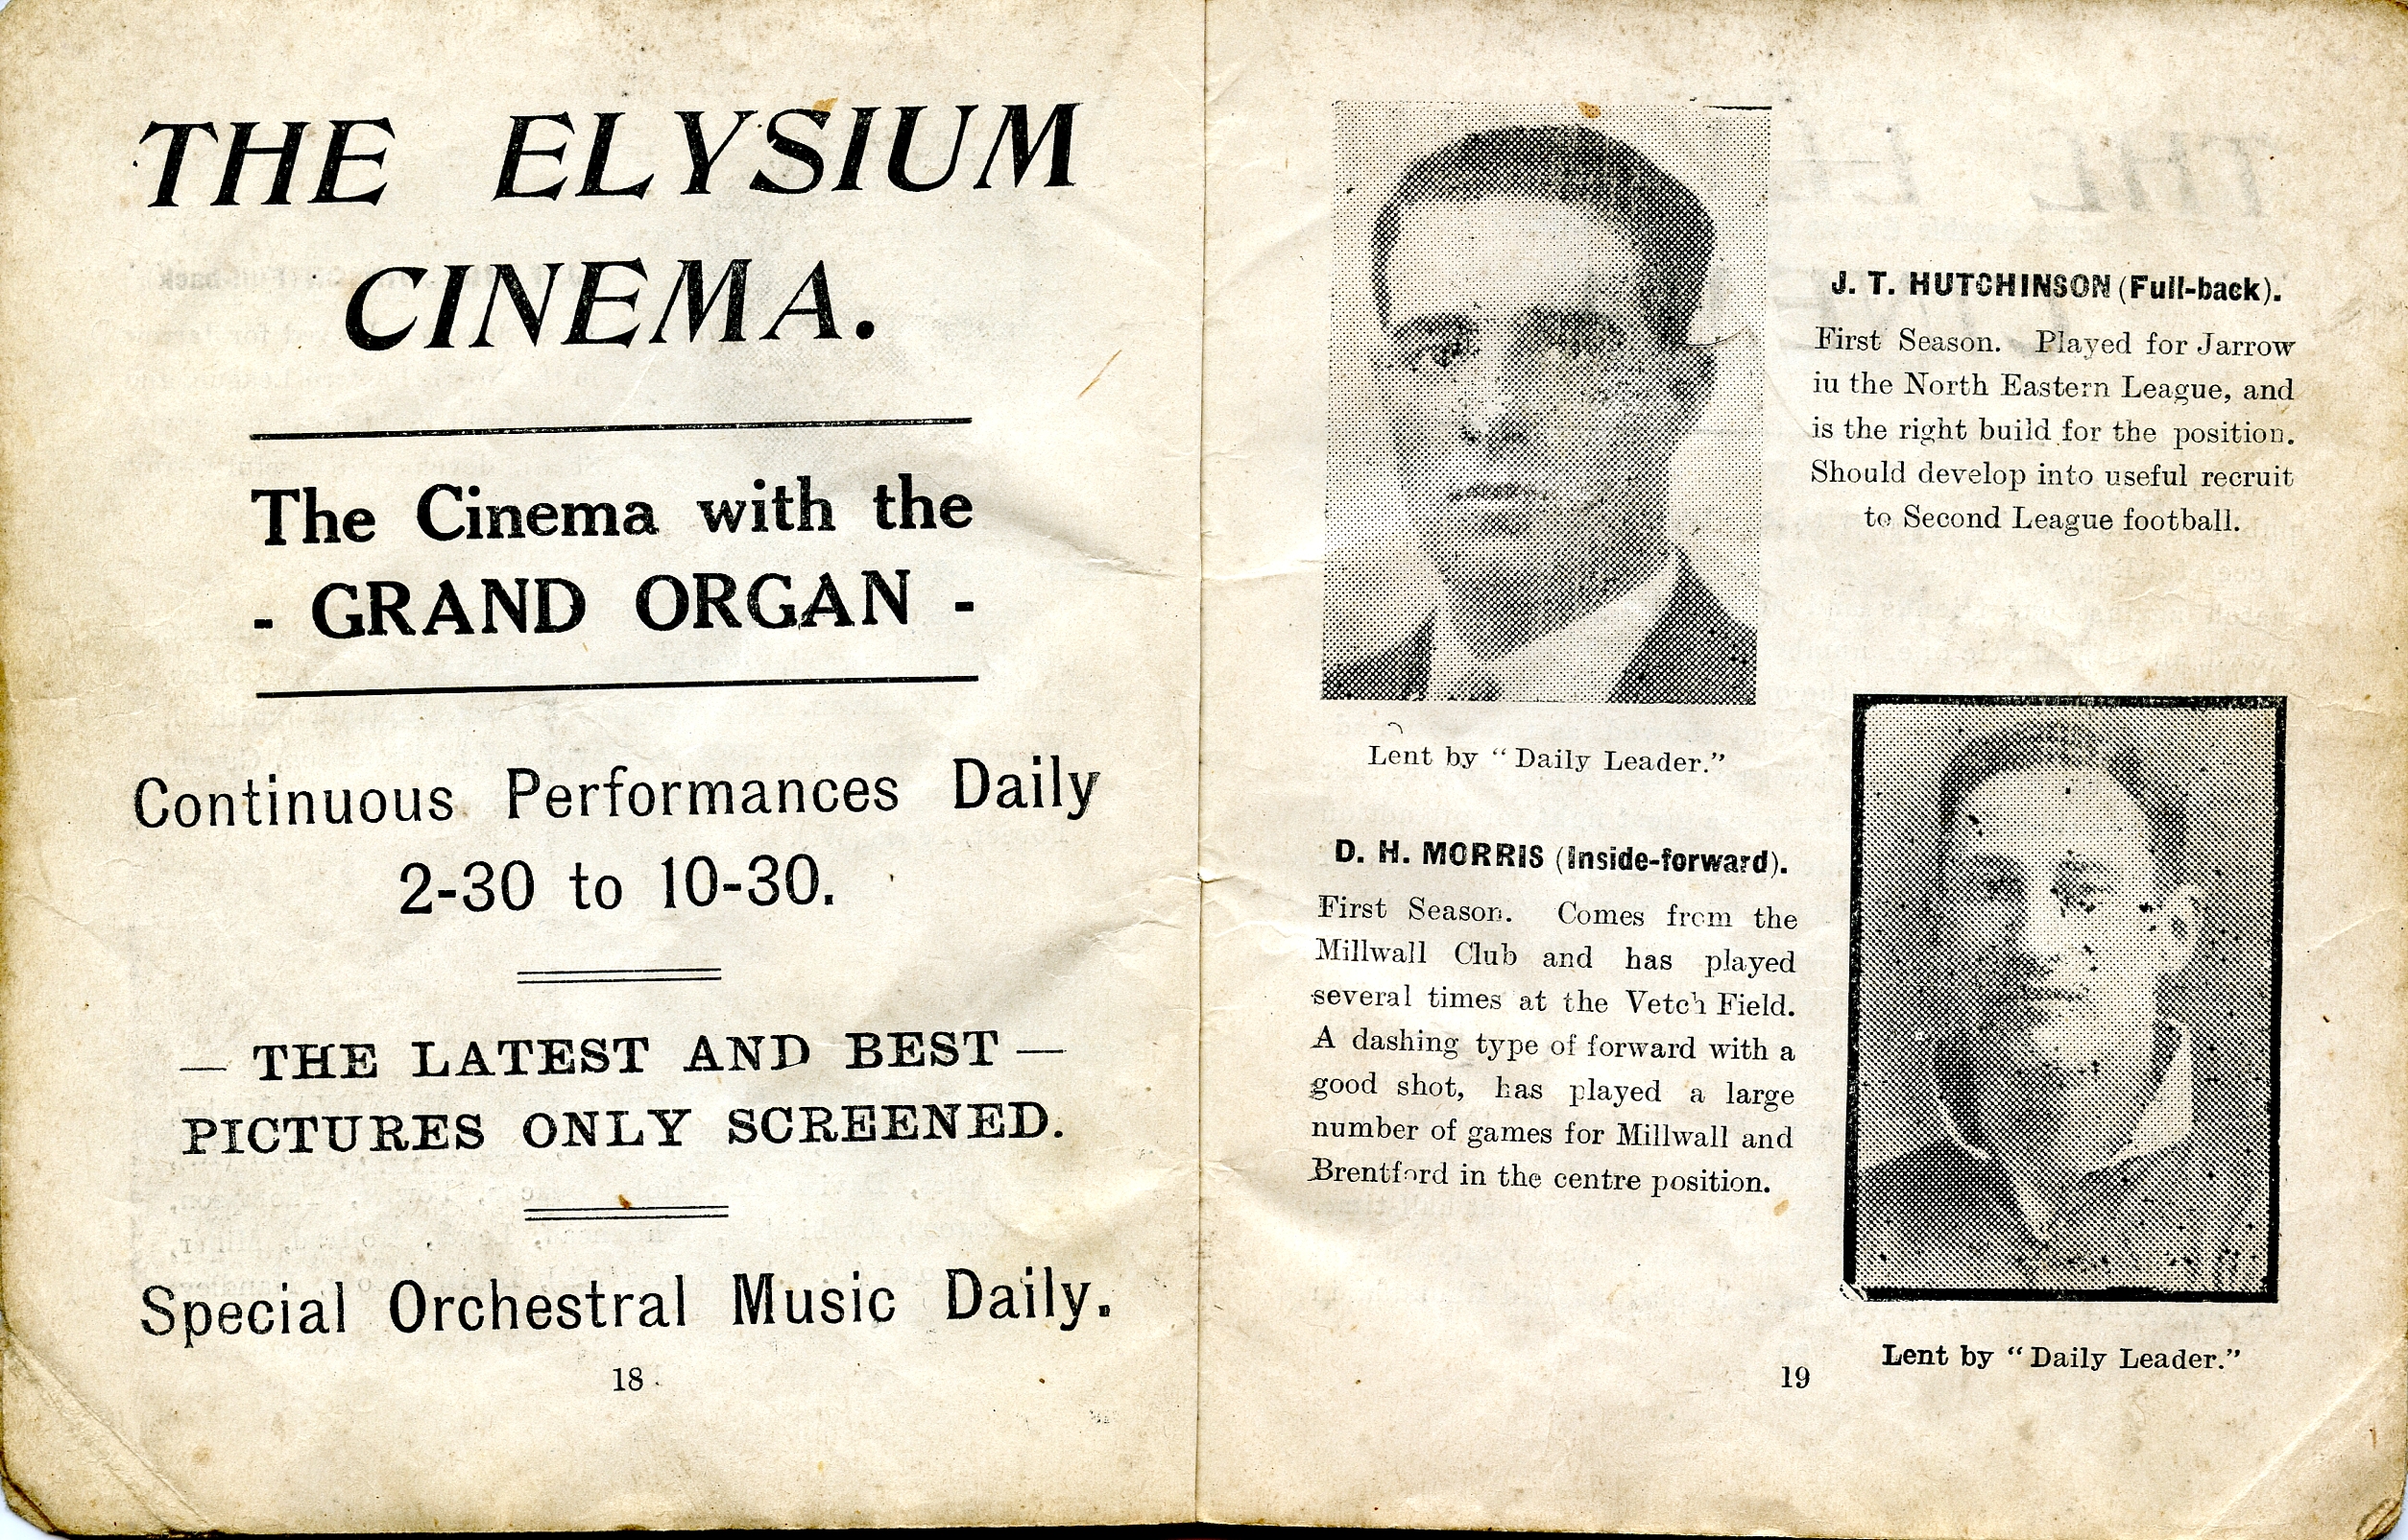 THE ELYSIUM
CINEMA.
The Cinema with the
- GRAND ORGAN -
Continuous Performances Daily
2-30 to 10-30.
— THE LATEST AND BEST —
PICTURES ONLY SCREENED.
Special Orchestral Music Daily.
18
J. T. HUTCHINSON (Full-back).
First Season. Played for Jarrow
iu the North Eastern League, and
is the right build for the position.
Should develop into useful recruit
to Second League football.
Lent by “Daily Leader.”
D. H. MORRIS (Inside-forward).
First Season. Comes from the
Millwall Club and has played
several times at the Vetch Field.
A dashing type of forward with a
good shot, has played a large
number of games for Millwall and
Brentford in the centre position.
Lent by “Daily Leader.”
19